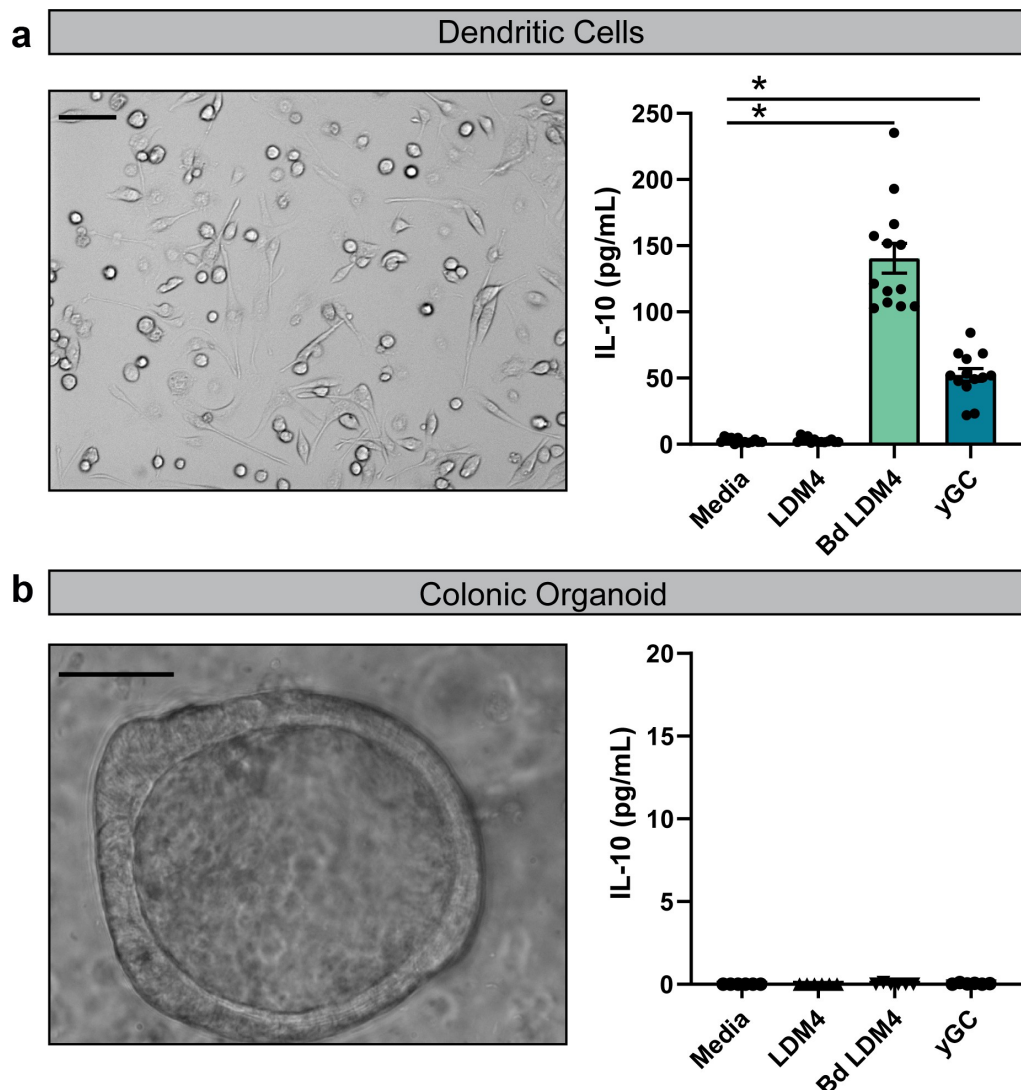 a
Dendritic Cells
*
*
250
200
150
100
50
0
IL-10 (pg/mL)
Media
LDM4
Bd LDM4
yGC
b
Colonic Organoid
20
15
10
5
0
IL-10 (pg/mL)
Media
LDM4
Bd LDM4
yGC